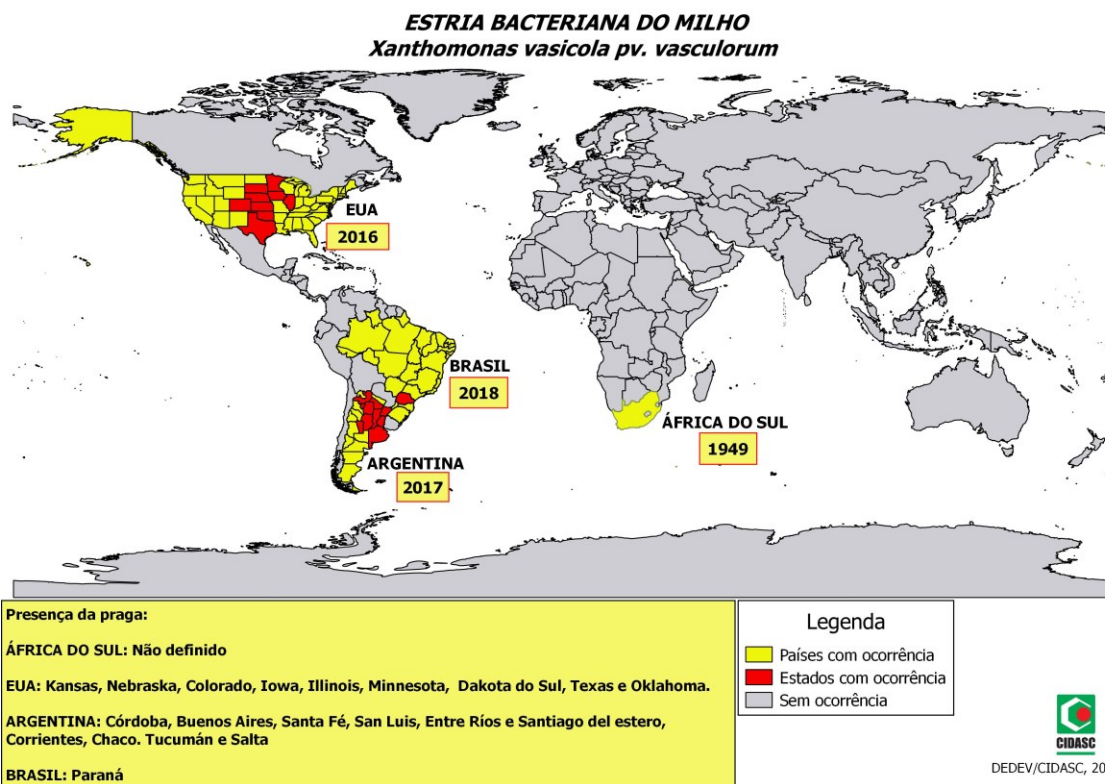 ESTRIA BACTERIANA DO MILHO
Xanthomonas vasicola pv. vasculorum
EUA
2016
BRASIL
2018
ÁFRICA DO SUL
1949
ARGENTINA
2017
Presença da praga:
ÁFRICA DO SUL: Não definido
EUA: Kansas, Nebraska, Colorado, Iowa, Illinois, Minnesota, Dakota do Sul, Texas e Oklahoma.
ARGENTINA: Córdoba, Buenos Aires, Santa Fé, San Luis, Entre Ríos e Santiago del estero,
Corrientes, Chaco. Tucumán e Salta
BRASIL: Paraná
Legenda
Países com ocorrência
Estados com ocorrência
Sem ocorrência
CIDASC
DEDEV/CIDASC, 20